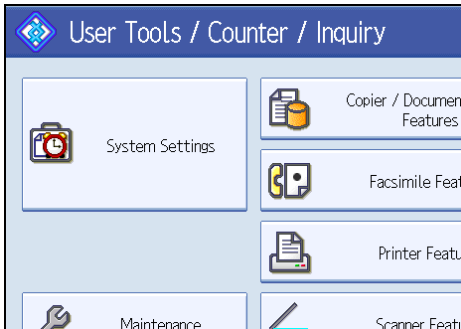 User Tools / Counter / Inquiry
System Settings
Copier / Documen
Features
Facsimile Feat
Printer Featu
Maintenance
Scanner Featu